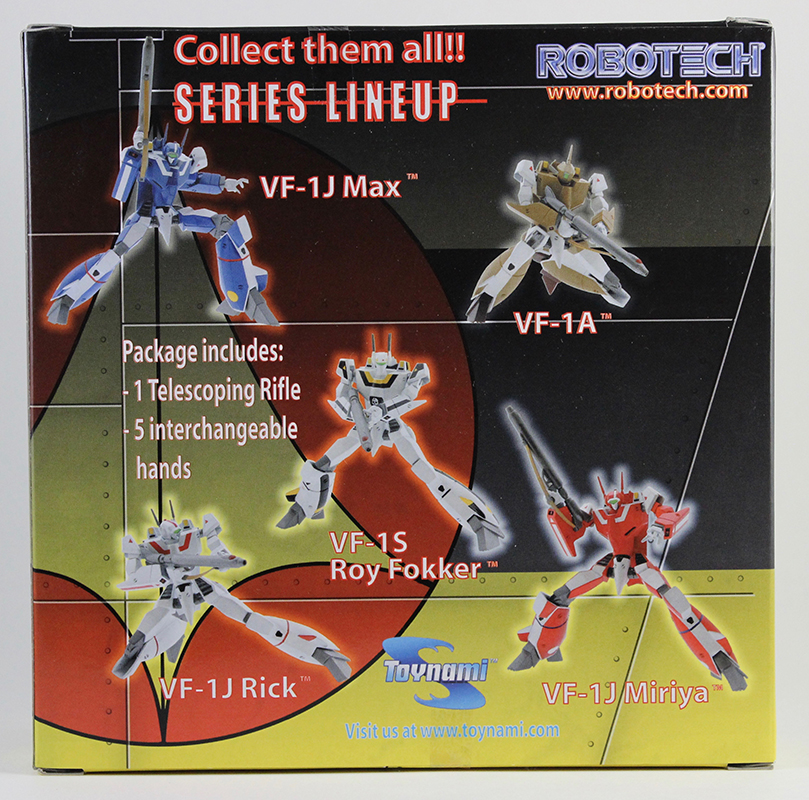 Collect them all!!
SERIES LINEUP
ROBOTECH®
www.robotech.com
VF-1J Max™
VF-1A™
Package includes:
- 1 Telescoping Rifle
- 5 interchangeable
hands
VF-1S
Roy Fokker™
VF-1J Rick™
Toynami™
VF-1J Miriya™
Visit us at www.toynami.com